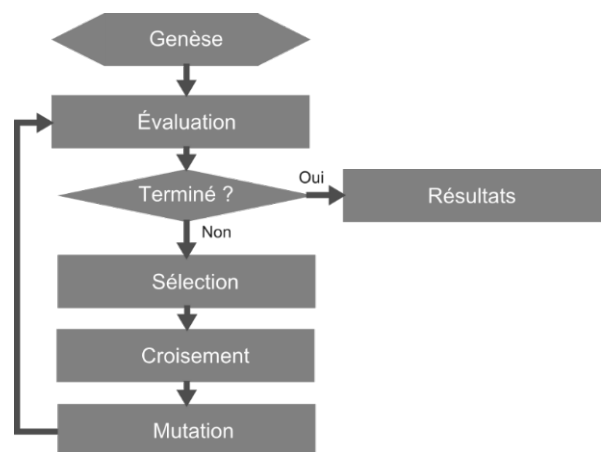 Genèse
Évaluation
Oui
Terminé ?
Résultats
Non
Sélection
Croisement
Mutation